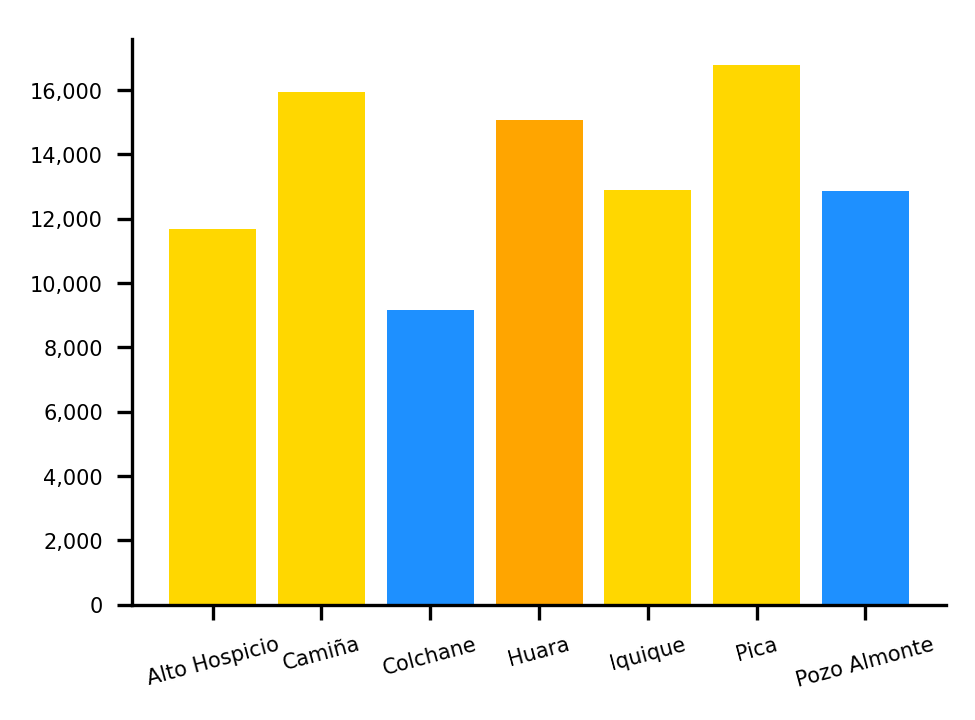 16,000
14,000
12,000
10,000
8,000
6,000
4,000
2,000
0
Alto Hospicio
Camiña
Colchane
Huara
Iquique
Pica
Pozo Almonte